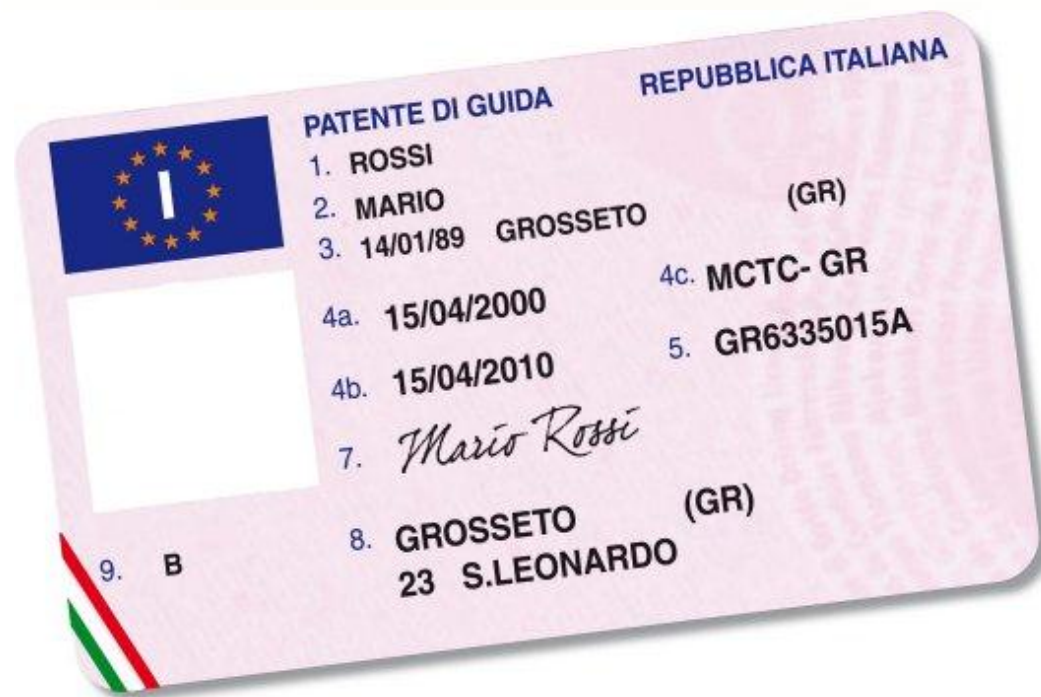 PATENTE DI GUIDA REPUBBLICA ITALIANA
I
1. ROSSI
2. MARIO
3. 14/01/89 GROSSETO (GR)
4a. 15/04/2000 4c. MCTC- GR
4b. 15/04/2010 5. GR6335015A
7. Mario Rossi
8. GROSSETO (GR)
23 S.LEONARDO
9. B